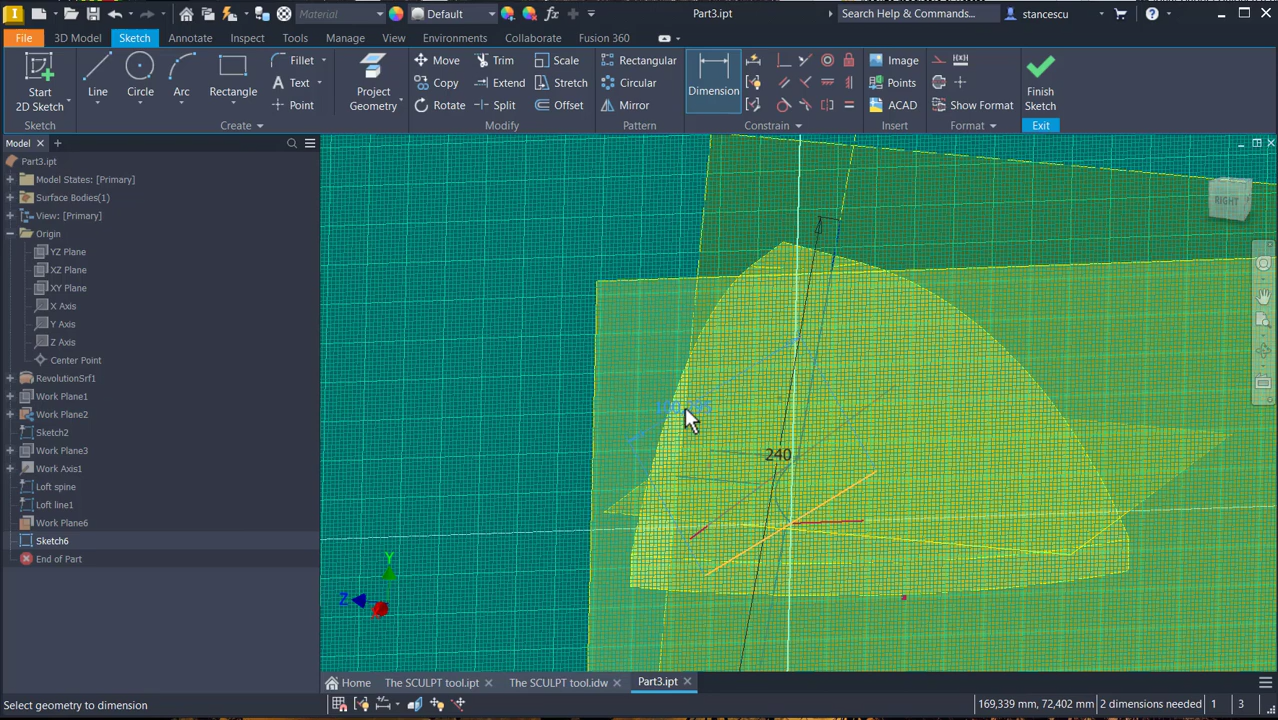 Material
Default
Part3.ipt
Search Help & Commands...
stancescu
File
3D Model
Sketch
Annotate
Inspect
Tools
Manage
View
Environments
Collaborate
Fusion 360
Start
2D Sketch
Line
Circle
Arc
Rectangle
Fillet
Text
Point
Project
Geometry
Move
Copy
Rotate
Trim
Extend
Split
Scale
Stretch
Offset
Rectangular
Circular
Mirror
Dimension
Image
Points
ACAD
Show Format
Finish
Sketch
Sketch
Create
Modify
Pattern
Constrain
Insert
Format
Exit
Model
Part3.ipt
Model States: [Primary]
Surface Bodies(1)
View: [Primary]
Origin
YZ Plane
XZ Plane
XY Plane
X Axis
Y Axis
Z Axis
Center Point
RevolutionSrf1
Work Plane1
Work Plane2
Sketch2
Work Plane3
Work Axis1
Loft spine
Loft line1
Work Plane6
Sketch6
End of Part
RIGHT
240
Y
Z
Home
The SCULPT tool.ipt
The SCULPT tool.idw
Part3.ipt
Select geometry to dimension
169,339 mm, 72,402 mm
2 dimensions needed
1
3